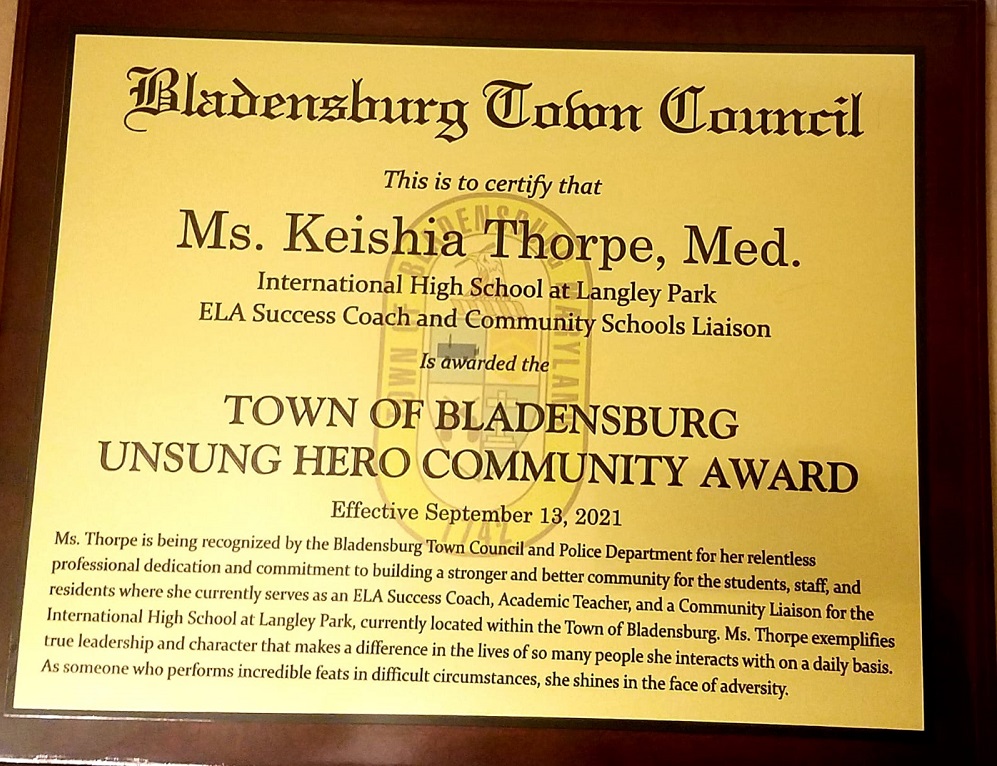 Bladensburg Town Council
This is to certify that
Ms. Keishia Thorpe, Med.
International High School at Langley Park
ELA Success Coach and Community Schools Liaison
Is awarded the
TOWN OF BLADENSBURG
UNSUNG HERO COMMUNITY AWARD
Effective September 13, 2021
Ms. Thorpe is being recognized by the Bladensburg Town Council and Police Department for her relentless
professional dedication and commitment to building a stronger and better community for the students, staff, and
residents where she currently serves as an ELA Success Coach, Academic Teacher, and a Community Liaison for the
International High School at Langley Park, currently located within the Town of Bladensburg. Ms. Thorpe exemplifies
true leadership and character that makes a difference in the lives of so many people she interacts with on a daily basis.
As someone who performs incredible feats in difficult circumstances, she shines in the face of adversity.
TOWN OF BLADENSBURG MARYLAND
1742